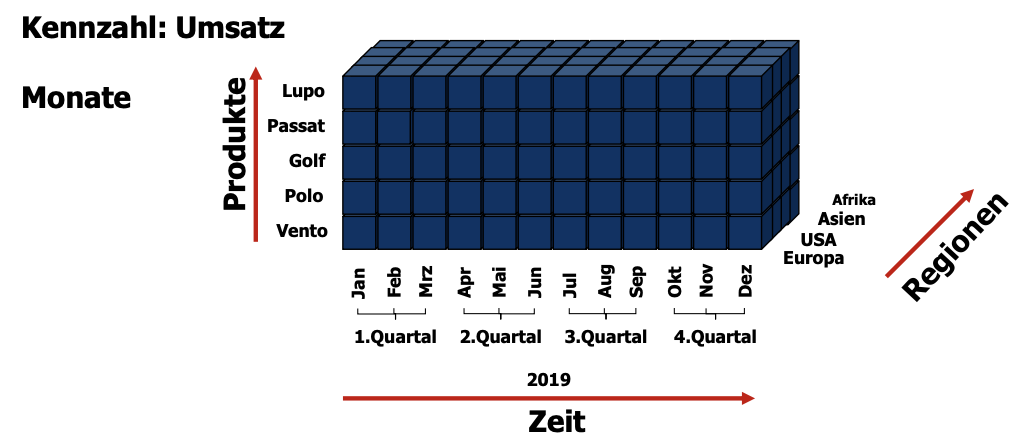 Kennzahl: Umsatz
Monate
Produkte
Lupo
Passat
Golf
Polo
Vento
Afrika
Asien
USA
Europa
Regionen
Jan Feb Mrz Apr Mai Jun Jul Aug Sep Okt Nov Dez
1.Quartal 2.Quartal 3.Quartal 4.Quartal
2019
Zeit